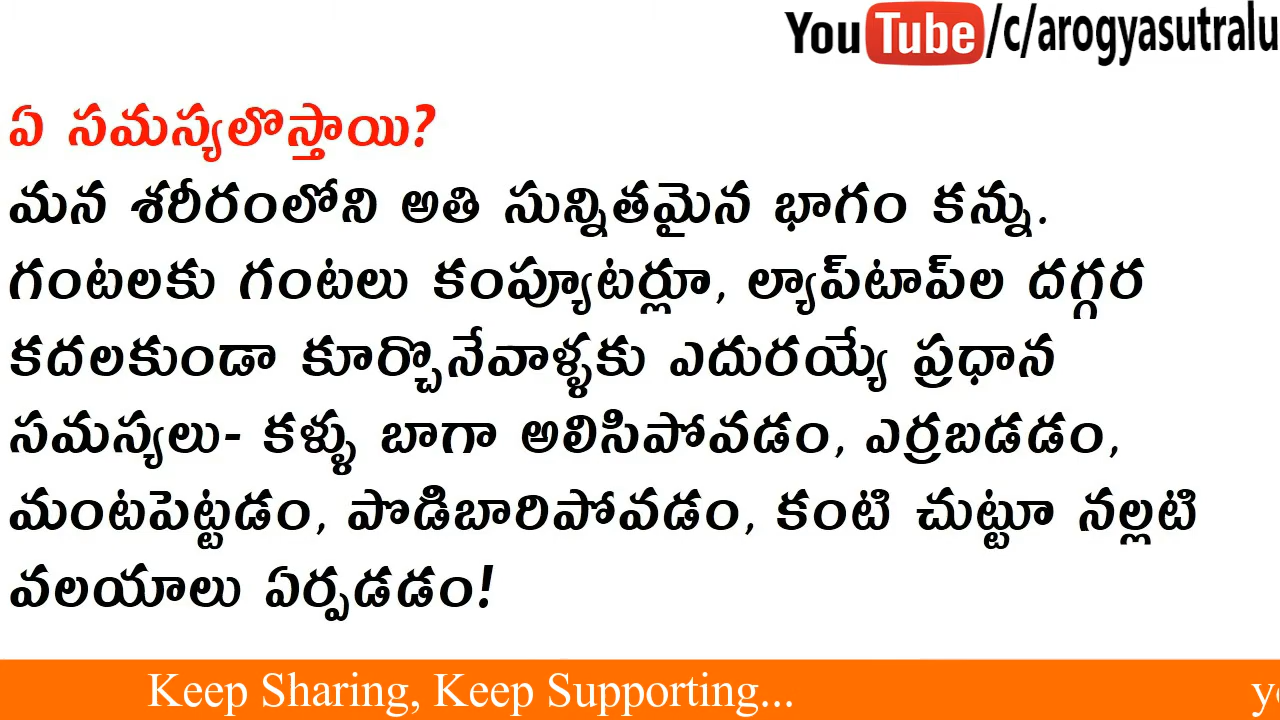 YouTube/c/arogyasutralu
ఏ సమస్యలొస్తాయి?
మన శరీరంలోని అతి సున్నితమైన భాగం కన్ను.
గంటలకు గంటలు కంప్యూటర్లూ, ల్యాప్‌టాప్‌ల దగ్గర
కదలకుండా కూర్చొనేవాళ్ళకు ఎదురయ్యే ప్రధాన
సమస్యలు- కళ్ళు బాగా అలిసిపోవడం, ఎర్రబడడం,
మంటపెట్టడం, పొడిబారిపోవడం, కంటి చుట్టూ నల్లటి
వలయాలు ఏర్పడడం!
Keep Sharing, Keep Supporting...